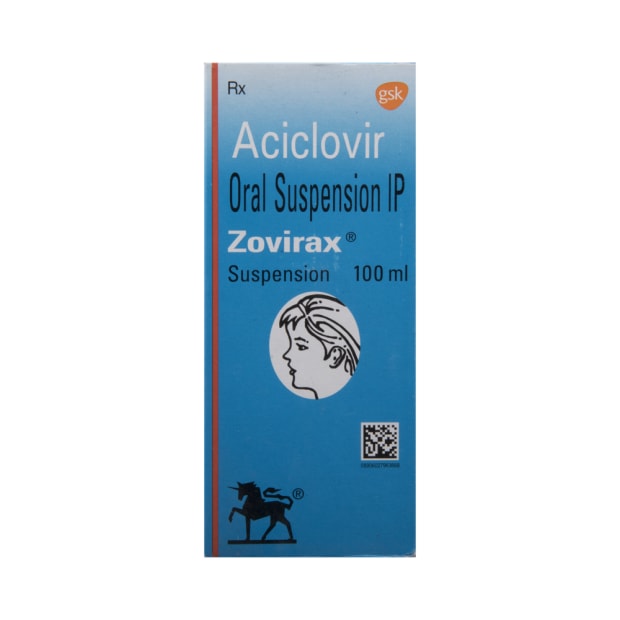 Rx
gsk
Aciclovir
Oral Suspension IP
Zovirax ®
Suspension 100 ml
®